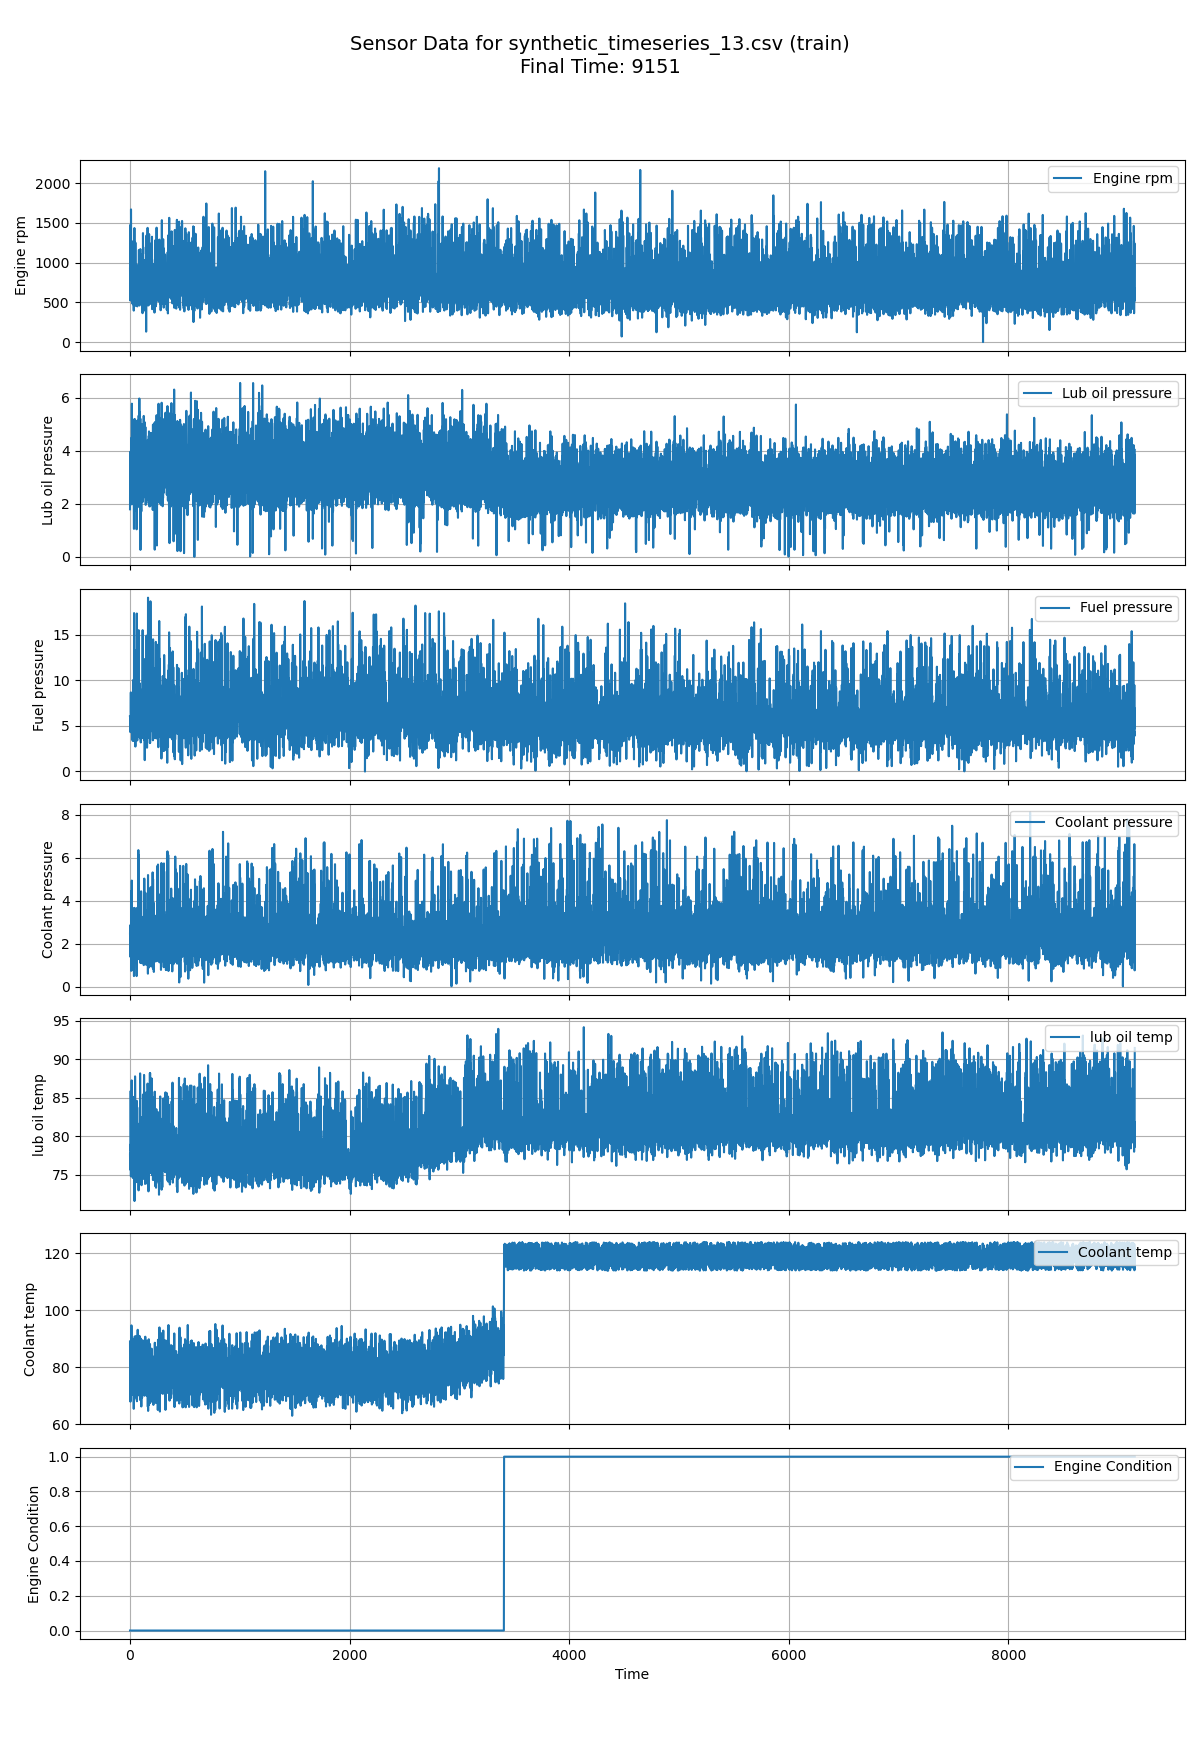 Sensor Data for synthetic_timeseries_13.csv (train)
Final Time: 9151
Engine rpm
2000
1500
1000
500
0
Engine rpm
Lub oil pressure
6
4
2
0
Lub oil pressure
Fuel pressure
15
10
5
0
Fuel pressure
Coolant pressure
8
6
4
2
0
Coolant pressure
lub oil temp
95
90
85
80
75
lub oil temp
Coolant temp
120
100
80
60
Coolant temp
Engine Condition
1.0
0.8
0.6
0.4
0.2
0.0
Engine Condition
0 2000 4000 6000 8000
Time